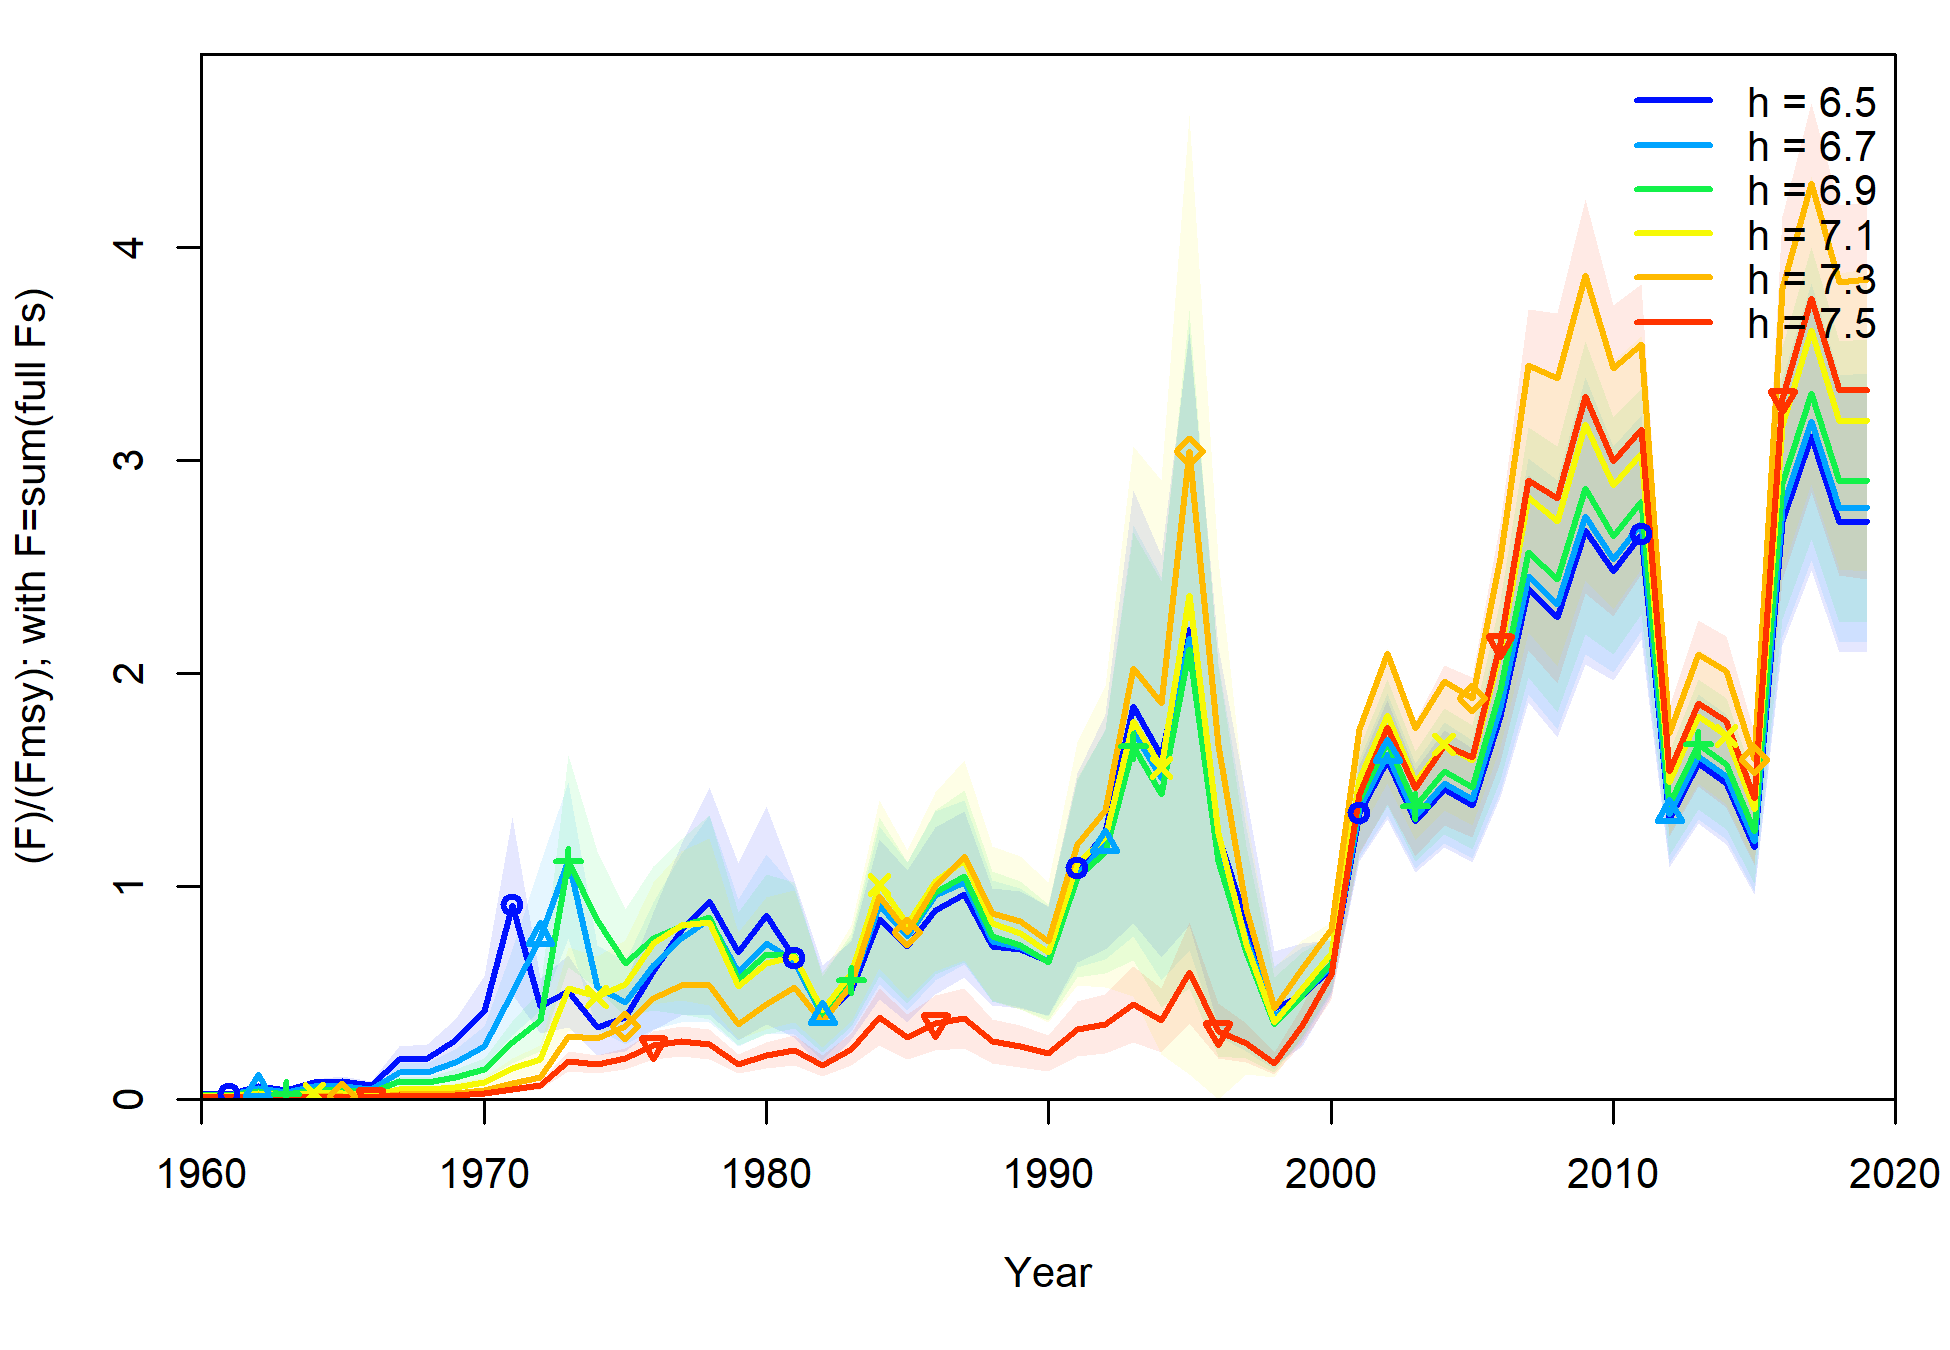 h = 6.5
h = 6.7
h = 6.9
h = 7.1
h = 7.3
h = 7.5
(F)/(Fmsy); with F=sum(full Fs)
4
3
2
1
0
1960 1970 1980 1990 2000 2010 2020
Year